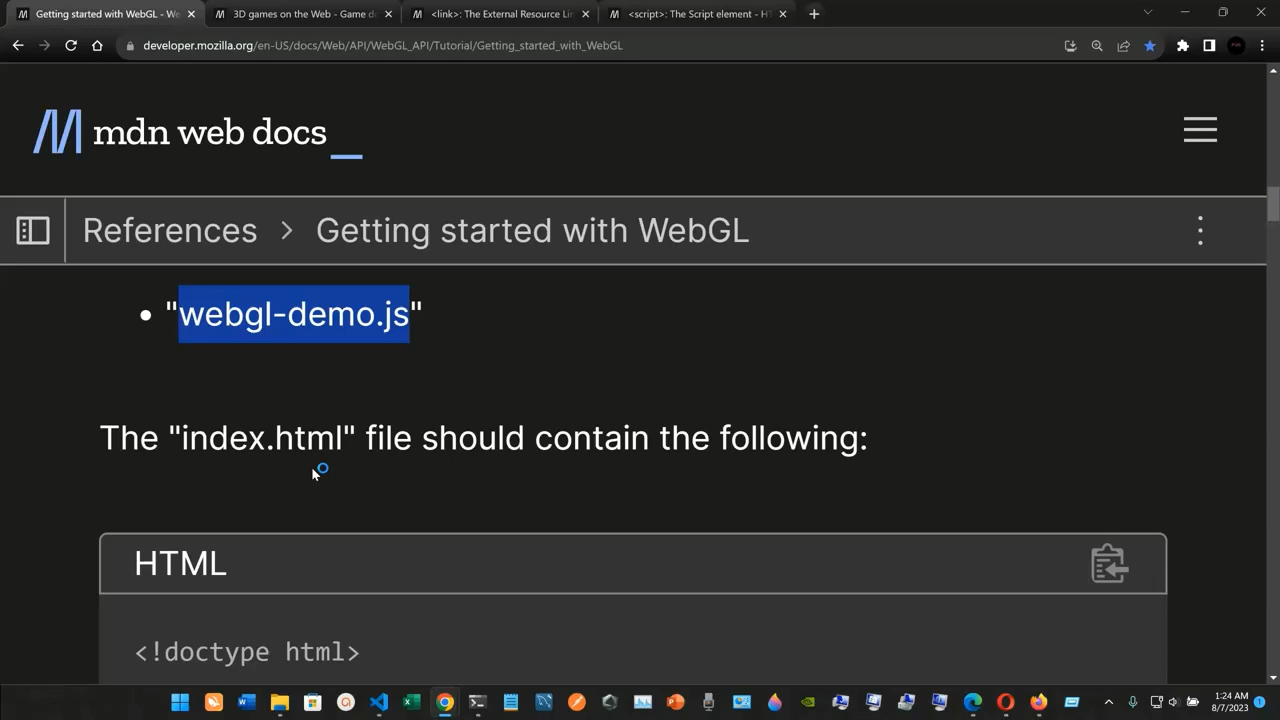 Getting started with WebGL - We
3D games on the Web - Game d
<link>: The External Resource Lin
<script>: The Script element - HT
developer.mozilla.org/en-US/docs/Web/API/WebGL_API/Tutorial/Getting_started_with_WebGL
mdn web docs_
References > Getting started with WebGL
• "webgl-demo.js"
The "index.html" file should contain the following:
HTML
<!doctype html>
1:24 AM
8/7/2023